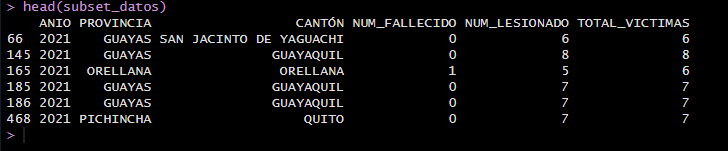 > head(subset_datos)
    ANIO PROVINCIA                 CANTÓN NUM_FALLECIDO NUM_LESIONADO TOTAL_VICTIMAS
66  2021    GUAYAS SAN JACINTO DE YAGUACHI             0             6              6
145 2021    GUAYAS               GUAYAQUIL             0             8              8
165 2021  ORELLANA                ORELLANA             1             5              6
185 2021    GUAYAS               GUAYAQUIL             0             7              7
186 2021    GUAYAS               GUAYAQUIL             0             7              7
468 2021 PICHINCHA                   QUITO             0             7              7
>